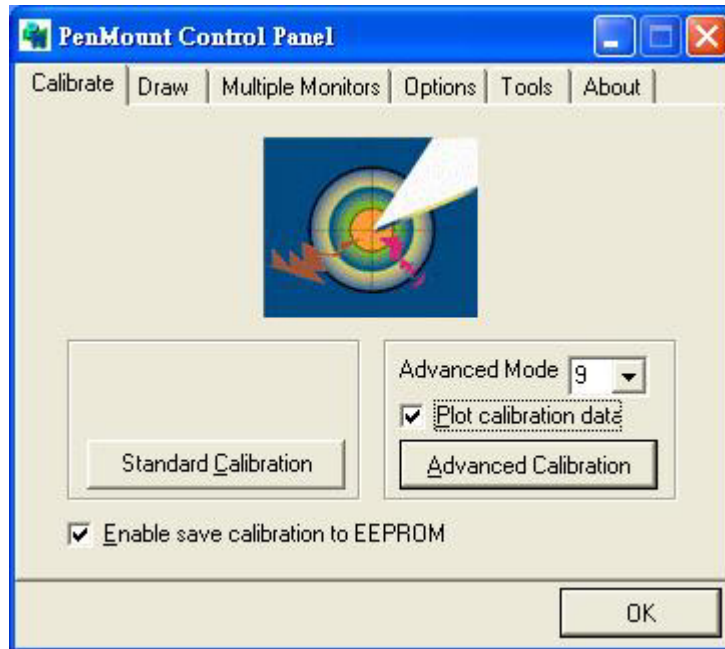 PenMount Control Panel
Calibrate Draw Multiple Monitors Options Tools About
Advanced Mode 9
Plot calibration data
Standard Calibration
Advanced Calibration
Enable save calibration to EEPROM
OK